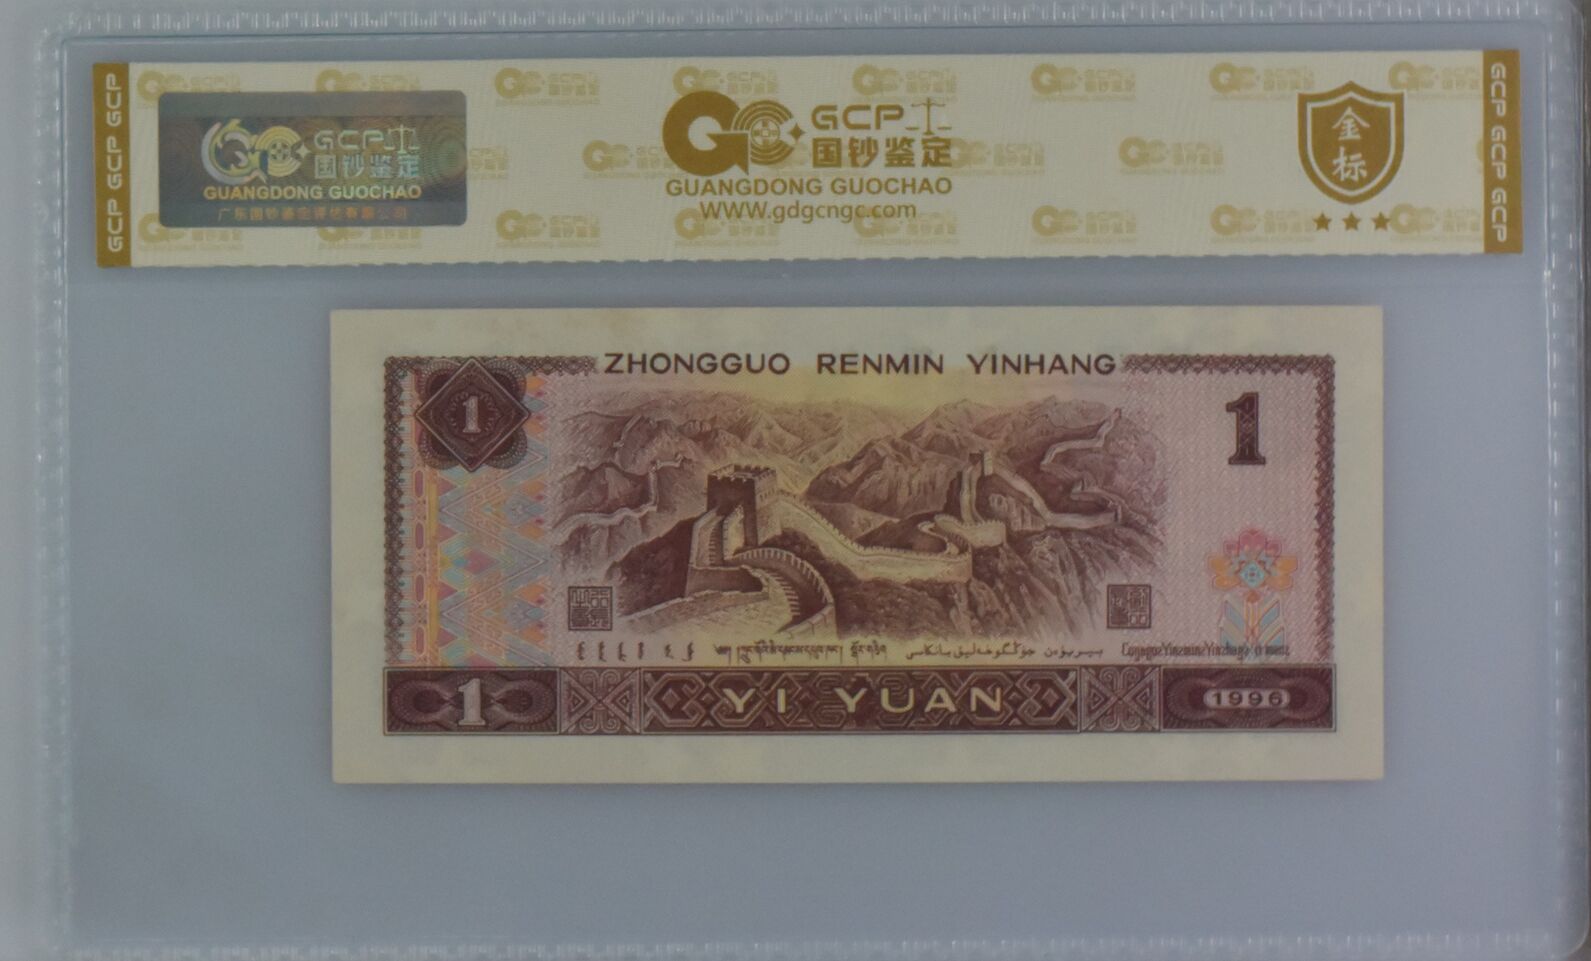 GCP GCP GCP
GCP
国钞鉴定
GUANGDONG GUOCHAO
广东国钞鉴定评估有限公司
GCP
国钞鉴定
GUANGDONG GUOCHAO
WWW.gdgcngc.com
金
标
GCP GCP GCP
ZHONGGUO RENMIN YINHANG
1
1
1
YI YUAN
1996